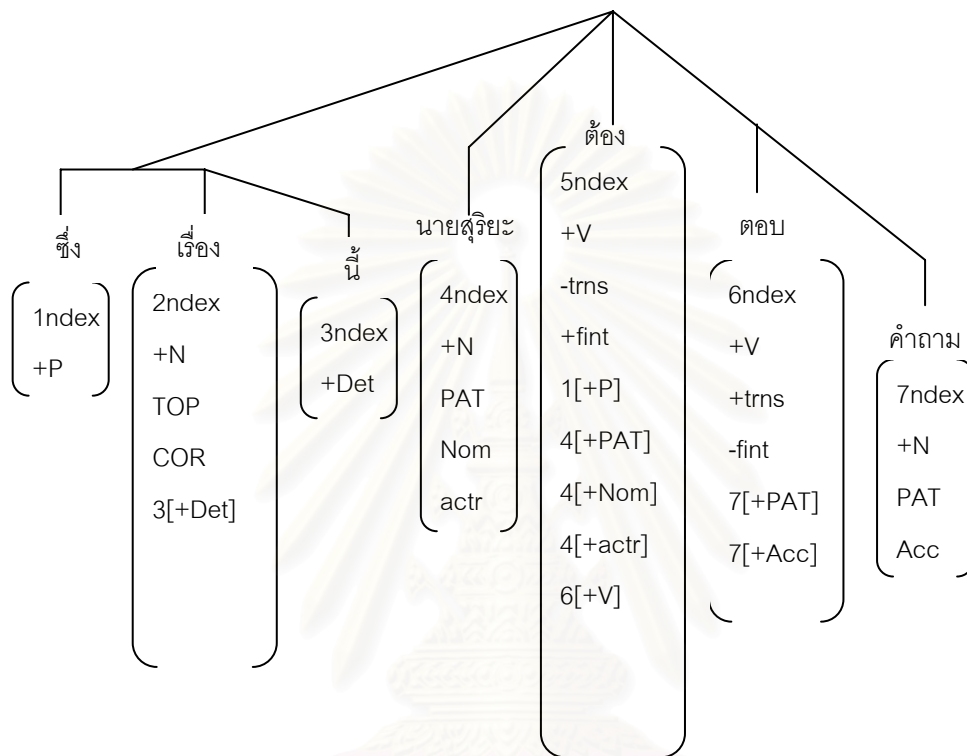 ซึ่ง
1ndex
+P
เรื่อง
2ndex
+N
TOP
COR
3[+Det]
นี้
3ndex
+Det
นายสุริยะ
4ndex
+N
PAT
Nom
actr
ต้อง
5ndex
+V
-trns
+fint
1[+P]
4[+PAT]
4[+Nom]
4[+actr]
6[+V]
ตอบ
6ndex
+V
+trns
-fint
7[+PAT]
7[+Acc]
คำถาม
7ndex
+N
PAT
Acc